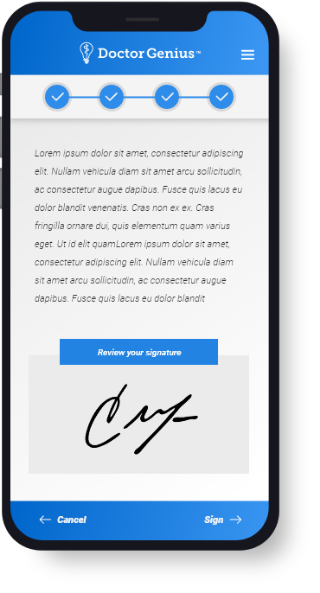 Doctor Genius™
Lorem ipsum dolor sit amet, consectetur adipiscing
elit. Nullam vehicula diam sit amet arcu sollicitudin,
ac consectetur augue dapibus. Fusce quis lacus eu
dolor blandit venenatis. Cras non ex ex. Cras
fringilla ornare dui, quis elementum quam varius
eget. Ut id elit quamLorem ipsum dolor sit amet,
consectetur adipiscing elit. Nullam vehicula diam
sit amet arcu sollicitudin, ac consectetur augue
dapibus. Fusce quis lacus eu dolor blandit
Review your signature
Cancel
Sign